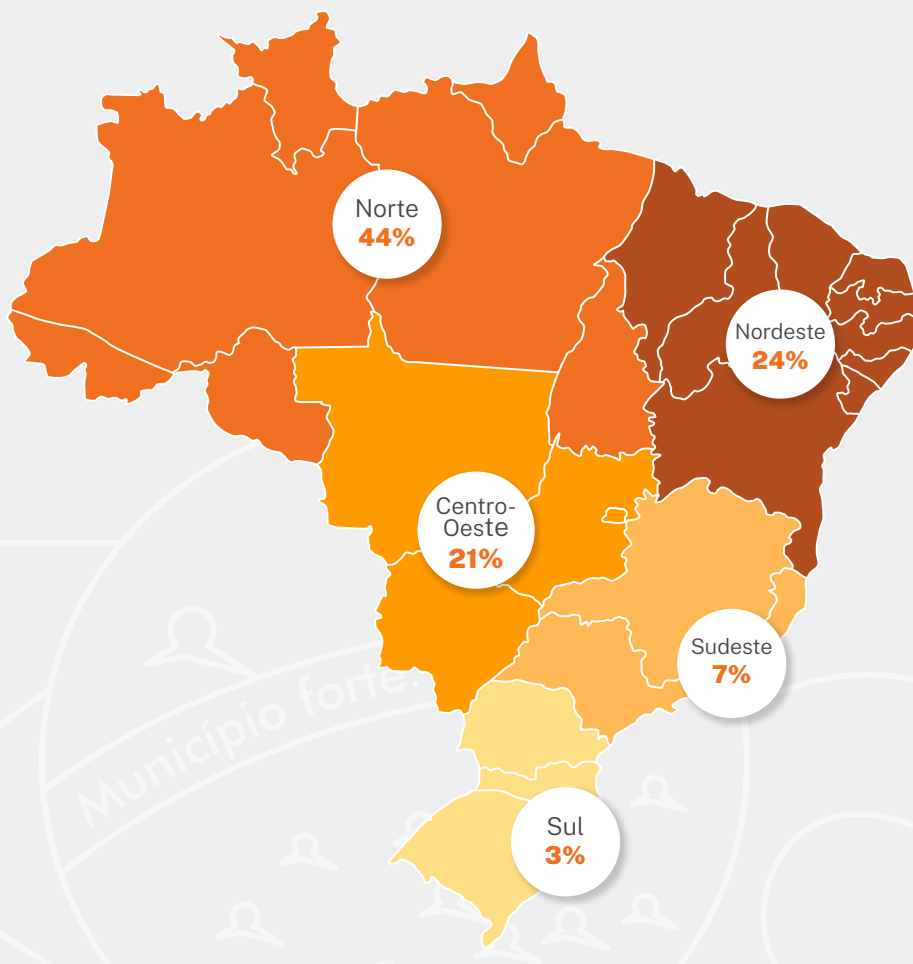 Norte
44%
Nordeste
24%
Centro-
Oeste
21%
Sudeste
7%
Município forte
Sul
3%